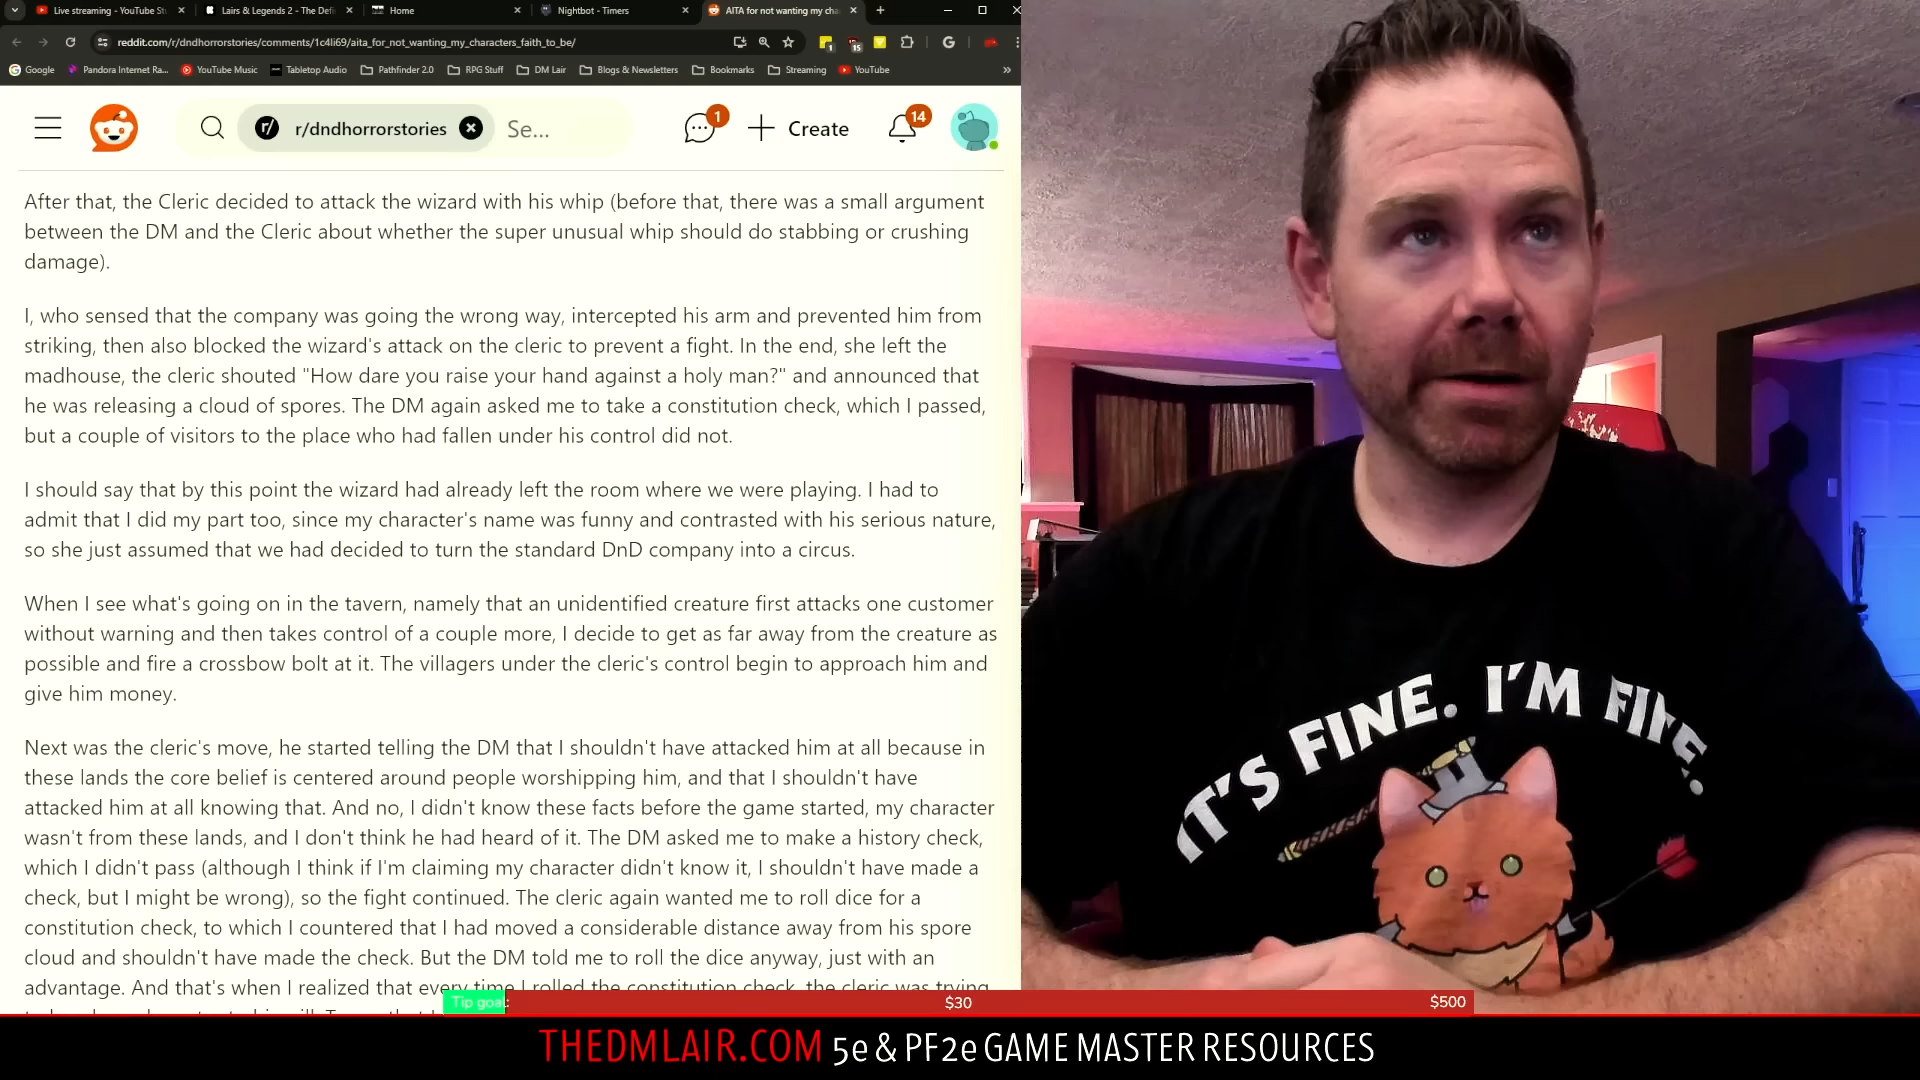 Live streaming - YouTube St
Lairs & Legends 2 - The Defi
Home
Nightbot - Timers
AITA for not wanting my cha
reddit.com/r/dndhorrorstories/comments/1c4li69/aita_for_not_wanting_my_characters_faith_to_be/
1
15
Google
Pandora Internet Ra...
YouTube Music
Tabletop Audio
Pathfinder 2.0
RPG Stuff
DM Lair
Blogs & Newsletters
Bookmarks
Streaming
YouTube
r/
r/dndhorrorstories
Se...
1
Create
14
After that, the Cleric decided to attack the wizard with his whip (before that, there was a small argument
between the DM and the Cleric about whether the super unusual whip should do stabbing or crushing
damage).
I, who sensed that the company was going the wrong way, intercepted his arm and prevented him from
striking, then also blocked the wizard's attack on the cleric to prevent a fight. In the end, she left the
madhouse, the cleric shouted "How dare you raise your hand against a holy man?" and announced that
he was releasing a cloud of spores. The DM again asked me to take a constitution check, which I passed,
but a couple of visitors to the place who had fallen under his control did not.
I should say that by this point the wizard had already left the room where we were playing. I had to
admit that I did my part too, since my character's name was funny and contrasted with his serious nature,
so she just assumed that we had decided to turn the standard DnD company into a circus.
When I see what's going on in the tavern, namely that an unidentified creature first attacks one customer
without warning and then takes control of a couple more, I decide to get as far away from the creature as
possible and fire a crossbow bolt at it. The villagers under the cleric's control begin to approach him and
give him money.
Next was the cleric's move, he started telling the DM that I shouldn't have attacked him at all because in
these lands the core belief is centered around people worshipping him, and that I shouldn't have
attacked him at all knowing that. And no, I didn't know these facts before the game started, my character
wasn't from these lands, and I don't think he had heard of it. The DM asked me to make a history check,
which I didn't pass (although I think if I'm claiming my character didn't know it, I shouldn't have made a
check, but I might be wrong), so the fight continued. The cleric again wanted me to roll dice for a
constitution check, to which I countered that I had moved a considerable distance away from his spore
cloud and shouldn't have made the check. But the DM told me to roll the dice anyway, just with an
advantage. And that's when I realized that every time I rolled the constitution check, the cleric was trying
IT'S FINE. I'M FINE.
Tip goal:
$30
$500
THEDMLAIR.COM 5e & PF2e GAME MASTER RESOURCES